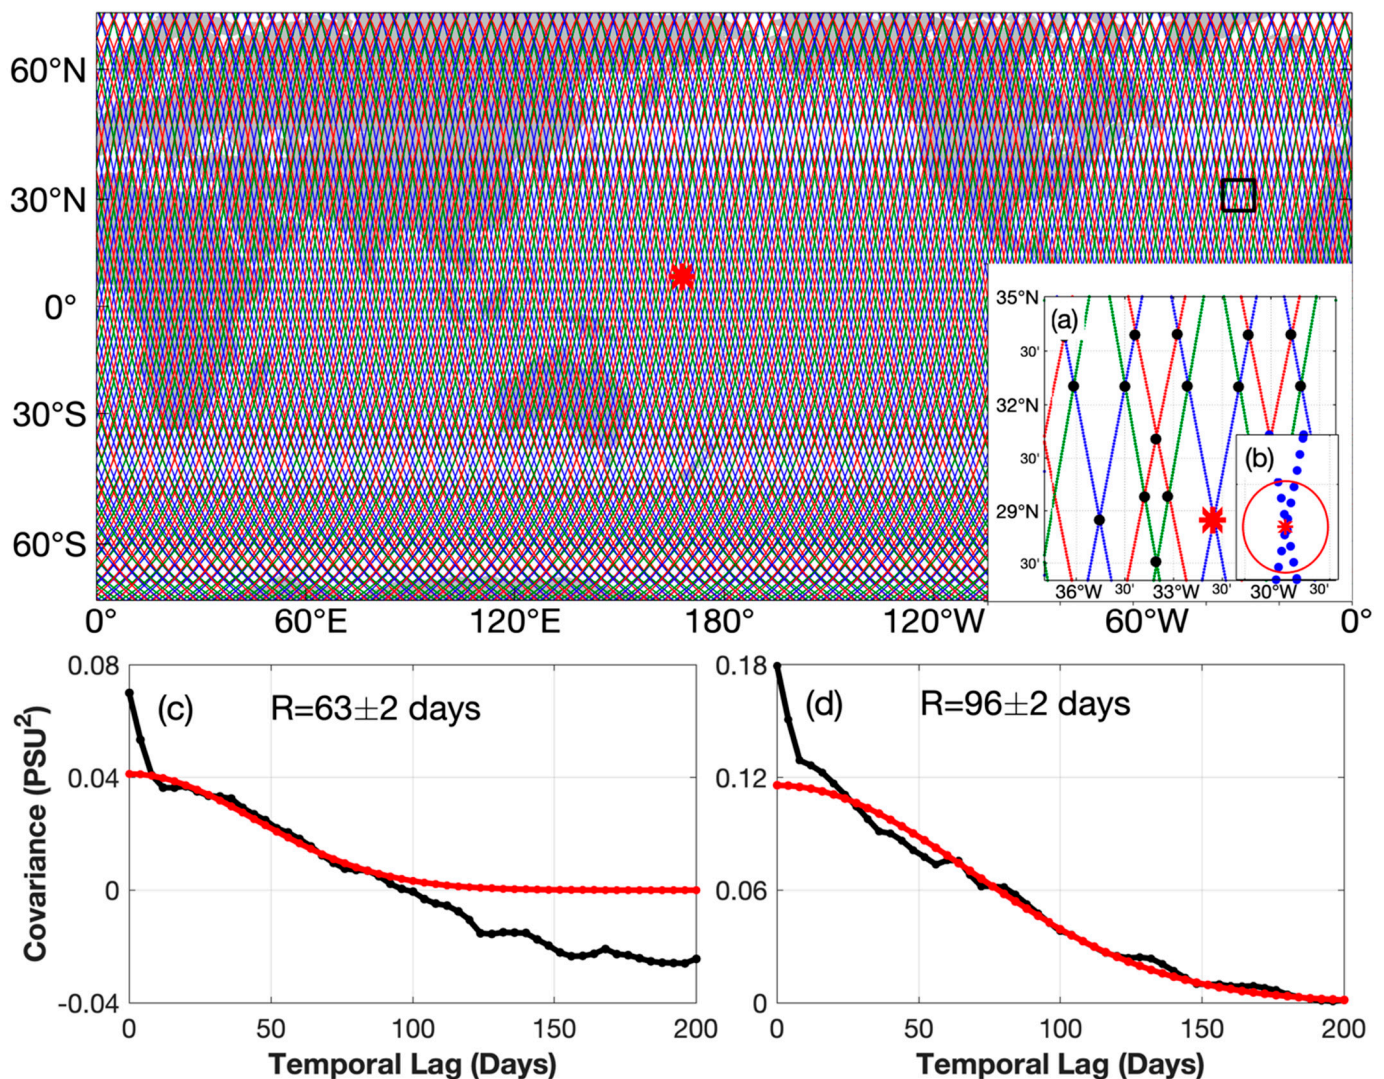 60°N
30°N
0°
30°S
60°S
0°
60°E
120°E
180°
120°W
60°W
0°
(a)
35°N
30'
32°N
30'
29°N
30'
36°W
30'
33°W
30'
30°W
30'
(b)
0.08
0.04
0
-0.04
Covariance (PSU²)
(c)
R=63±2 days
0
50
100
150
200
Temporal Lag (Days)
0.18
0.12
0.06
0
(d)
R=96±2 days
0
50
100
150
200
Temporal Lag (Days)